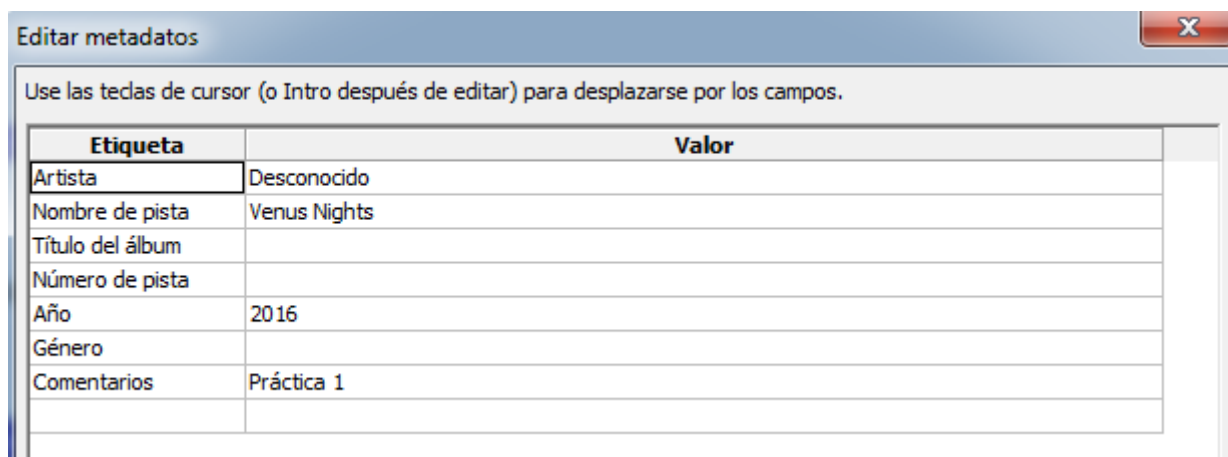 Editar metadatos
Use las teclas de cursor (o Intro después de editar) para desplazarse por los campos.
Etiqueta Valor
Artista Desconocido
Nombre de pista Venus Nights
Título del álbum
Número de pista
Año 2016
Género
Comentarios Práctica 1